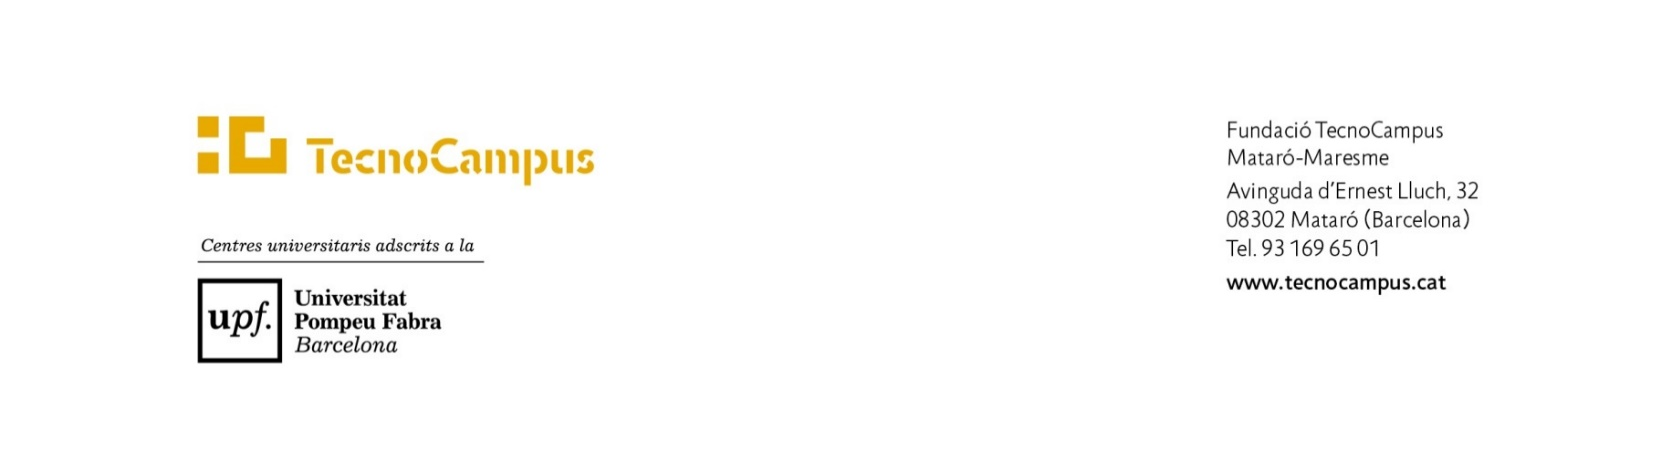 TecnoCampus
Centres universitaris adscrits a la
upf.
Universitat
Pompeu Fabra
Barcelona
Fundació TecnoCampus
Mataró-Maresme
Avinguda d'Ernest Lluch, 32
08302 Mataró (Barcelona)
Tel. 93 169 65 01
www.tecnocampus.cat